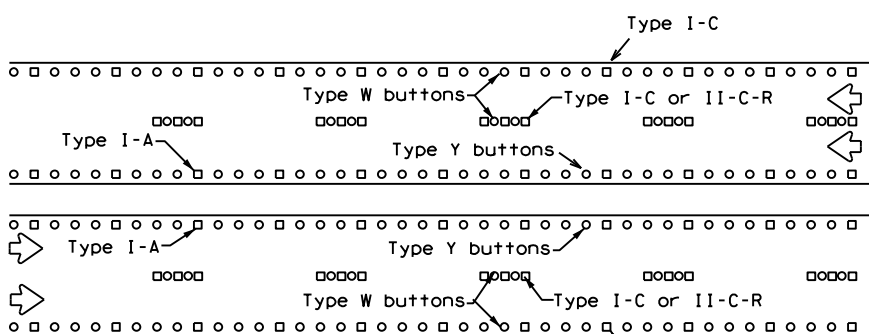 Type I-C
Type W buttons
Type I-C or II-C-R
Type I-A
Type Y buttons
Type I-A
Type Y buttons
Type W buttons
Type I-C or II-C-R